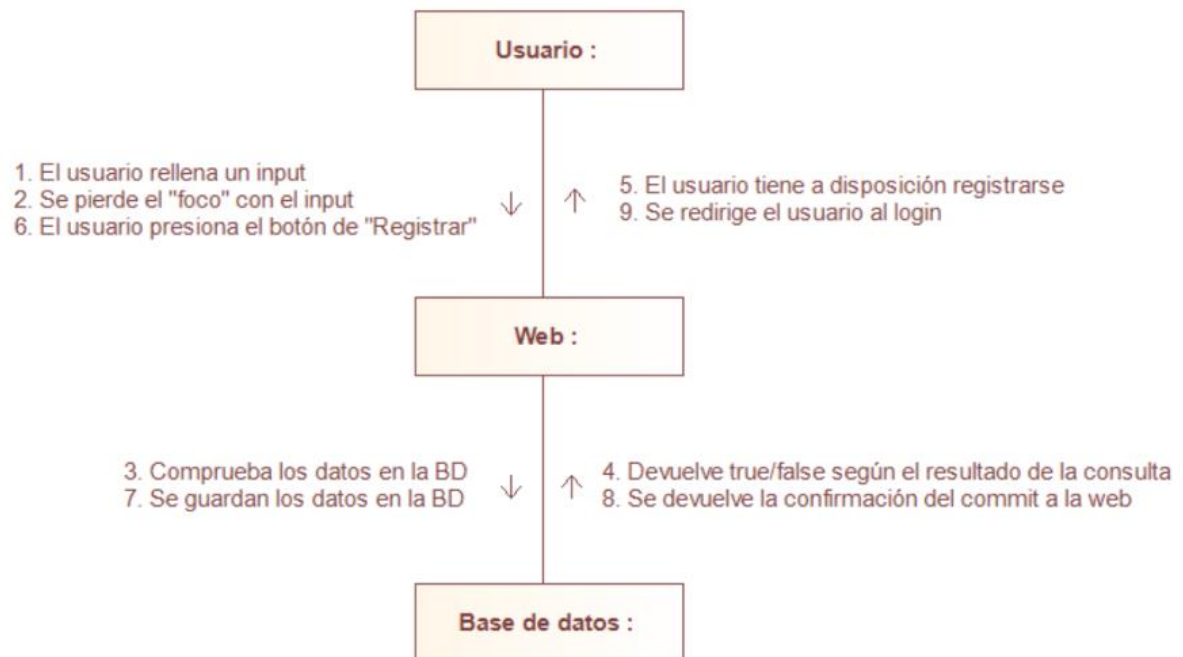 Usuario :
1. El usuario rellena un input
2. Se pierde el "foco" con el input
6. El usuario presiona el botón de "Registrar"
5. El usuario tiene a disposición registrarse
9. Se redirige el usuario al login
Web :
3. Comprueba los datos en la BD
7. Se guardan los datos en la BD
4. Devuelve true/false según el resultado de la consulta
8. Se devuelve la confirmación del commit a la web
Base de datos :